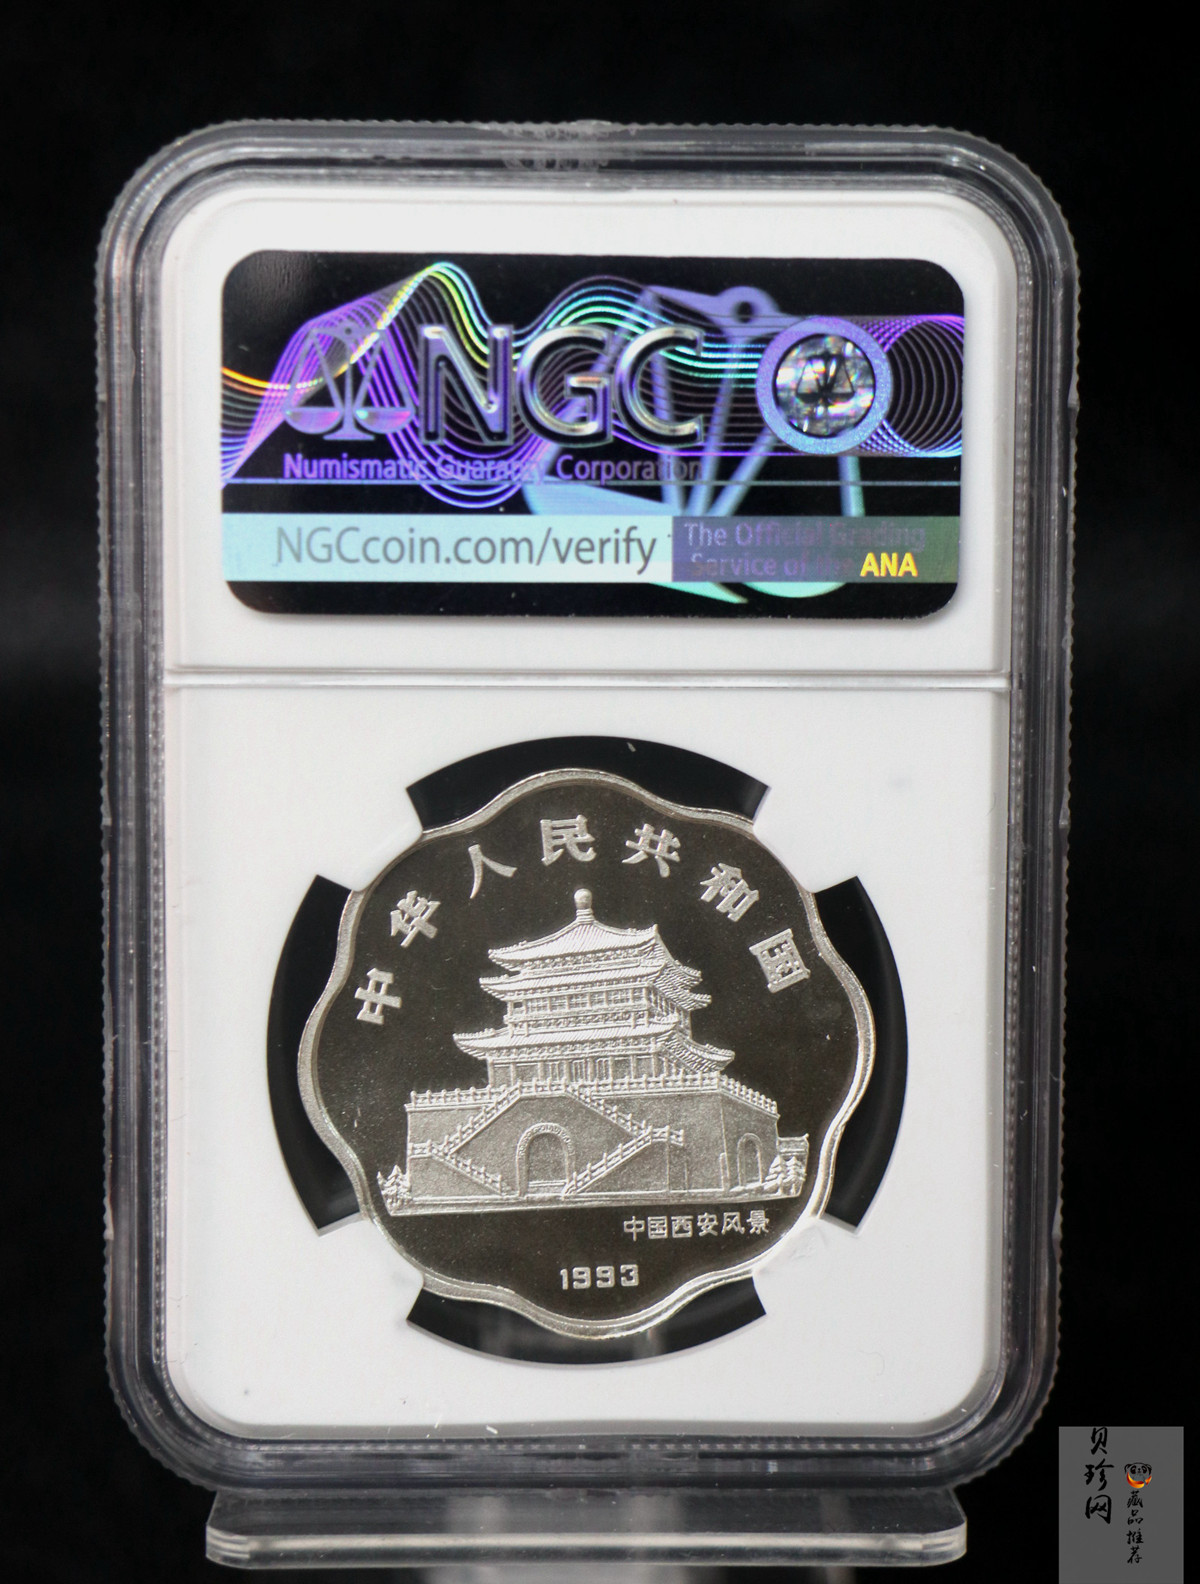 NGC
Numismatic Guaranty Corporation
NGCcoin.com/verify
The Official Grading
Service of the ANA
中华人民共和国
中国西安风景
1993
贝珍网
藏品推荐